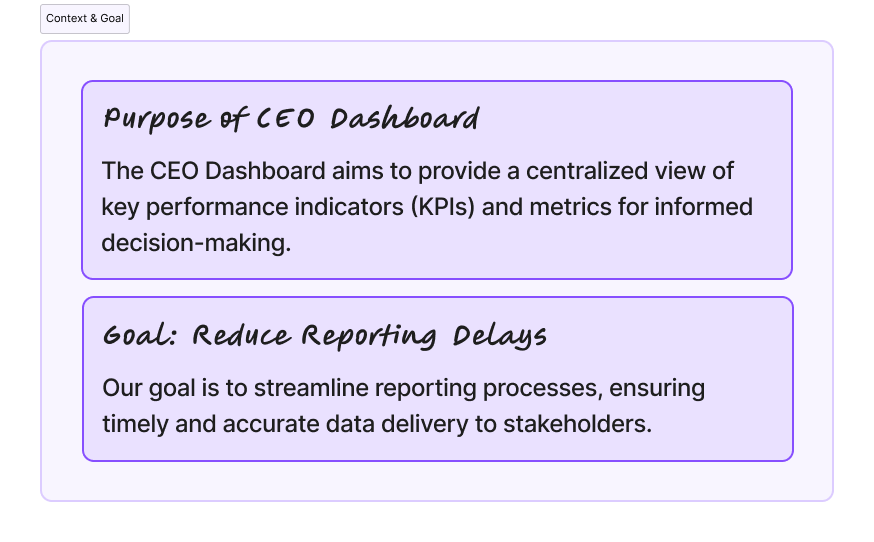 Context & Goal
Purpose of CEO Dashboard
The CEO Dashboard aims to provide a centralized view of
key performance indicators (KPIs) and metrics for informed
decision-making.
Goal: Reduce Reporting Delays
Our goal is to streamline reporting processes, ensuring
timely and accurate data delivery to stakeholders.